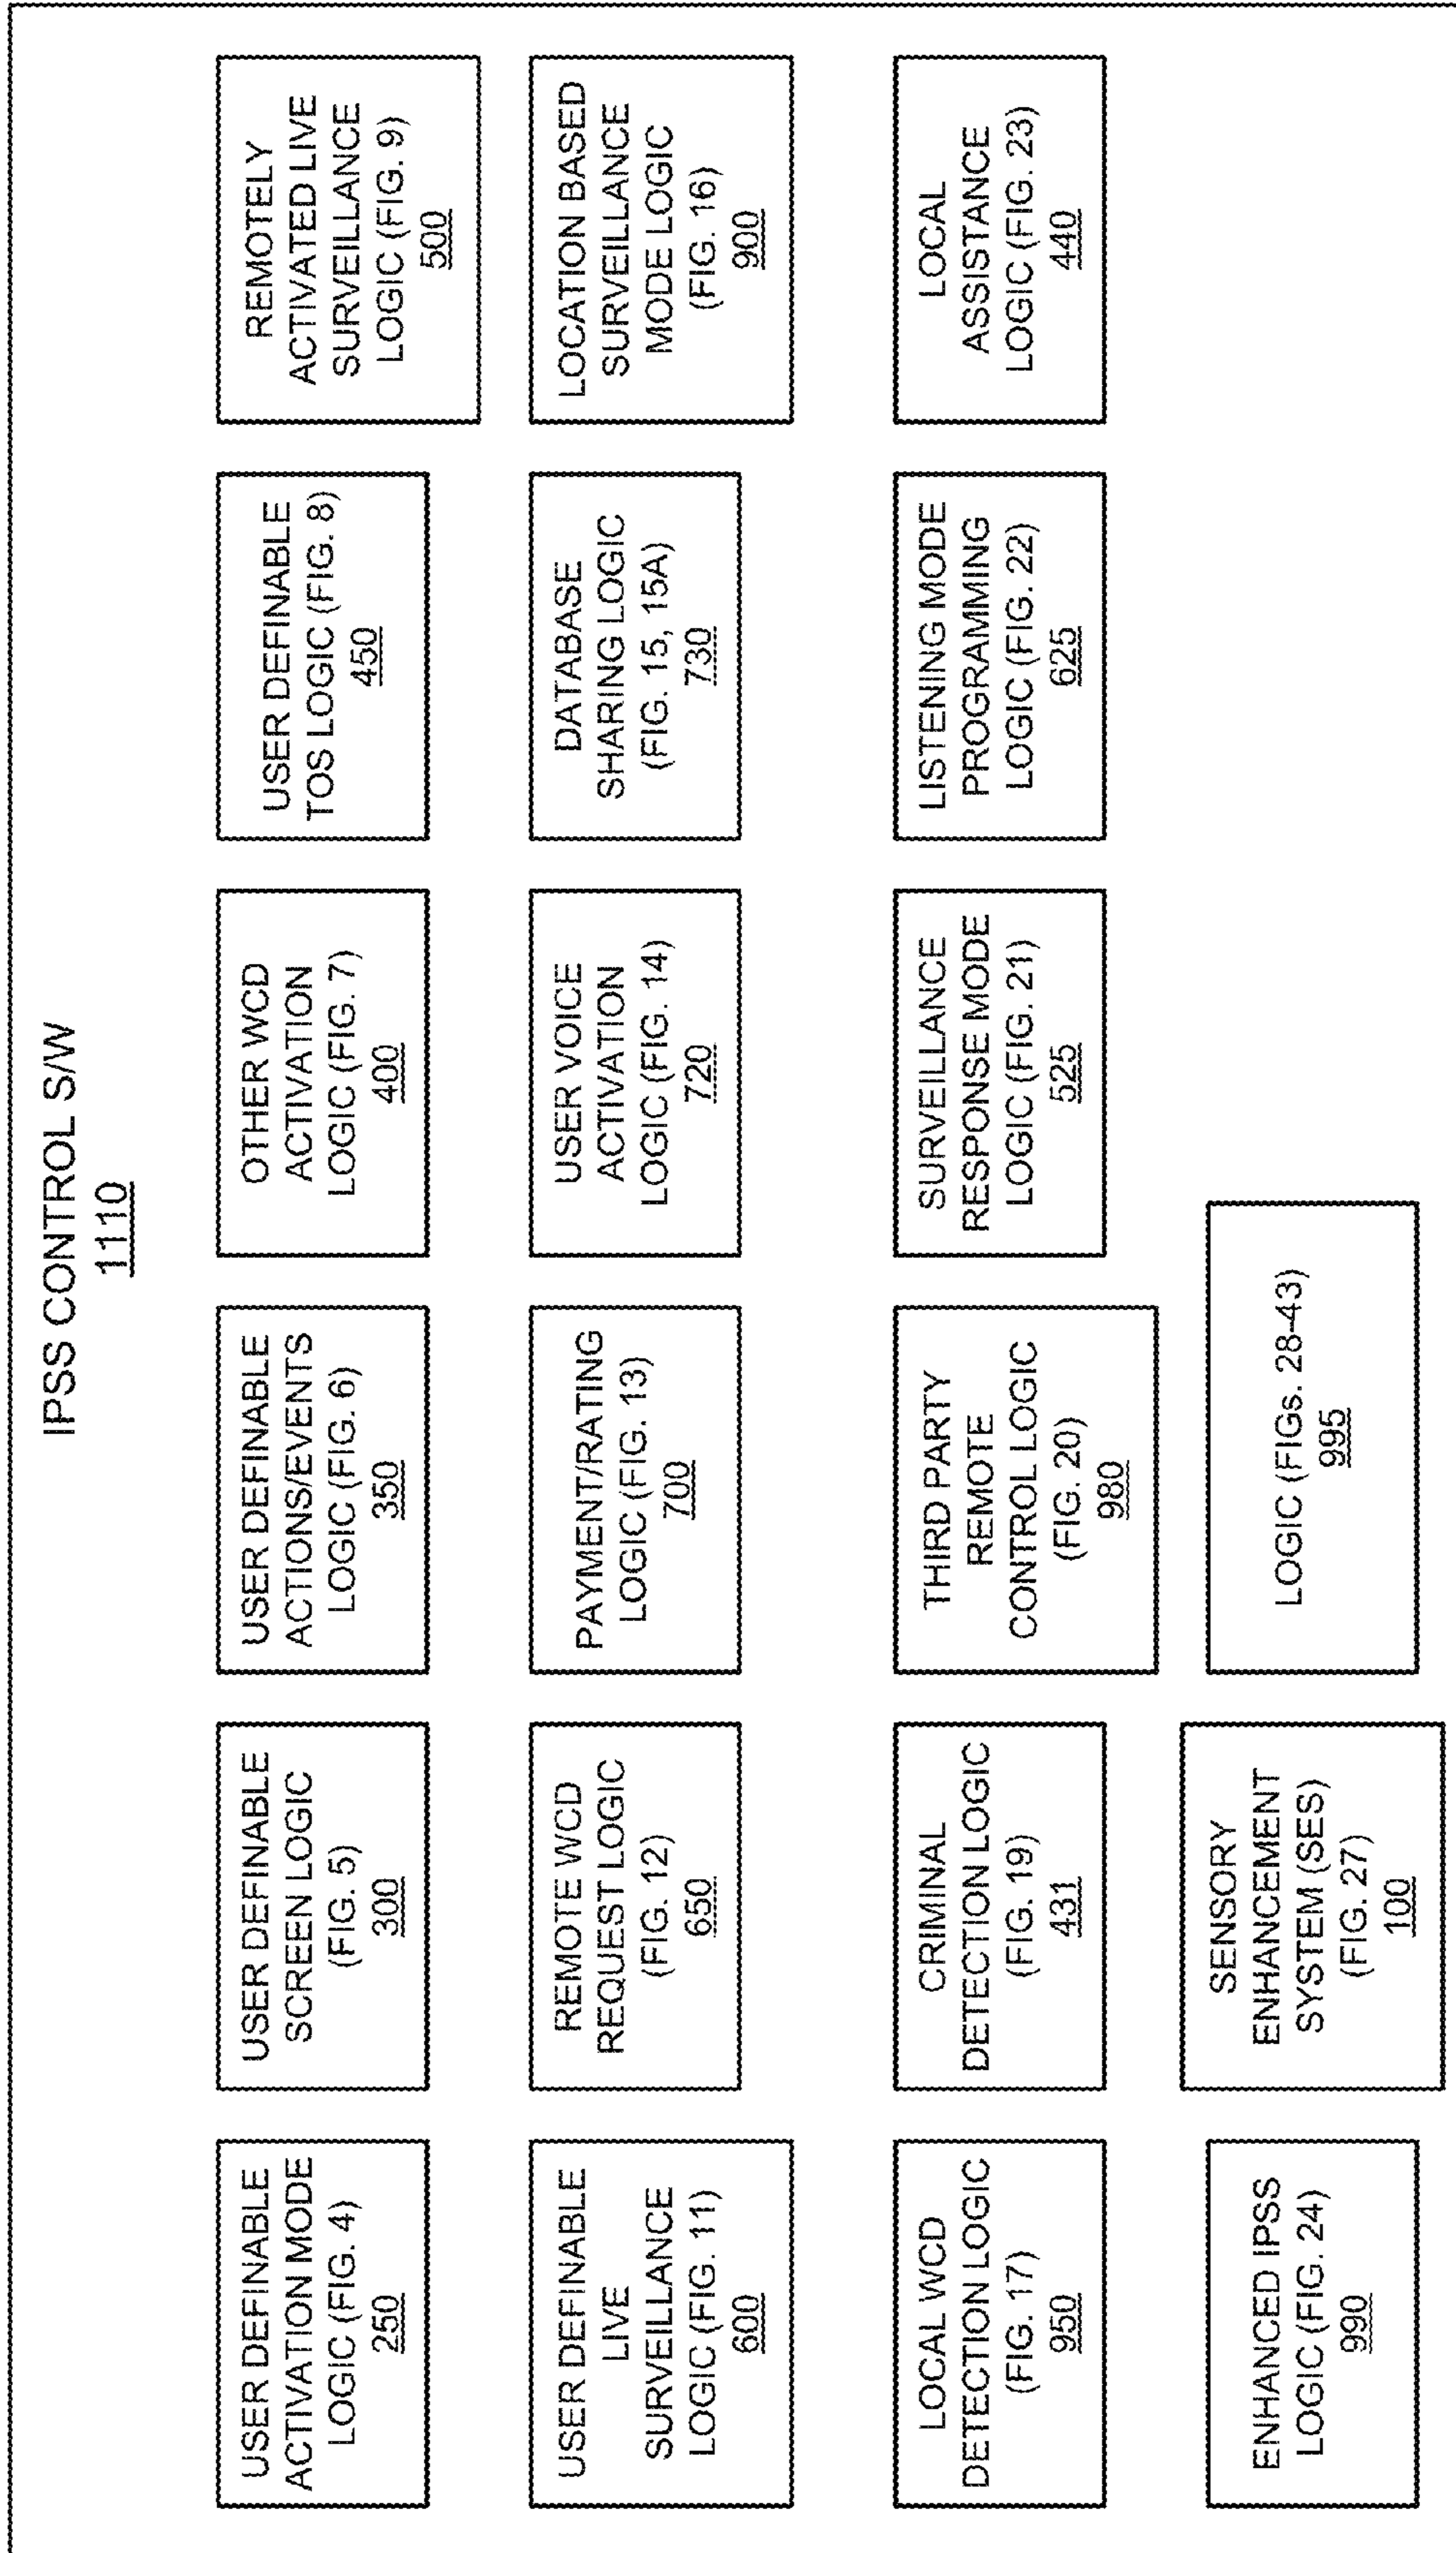 IPSS CONTROL S/W
1110
USER DEFINABLE
ACTIVATION MODE
LOGIC (FIG. 4)
250
USER DEFINABLE
SCREEN LOGIC
(FIG. 5)
300
USER DEFINABLE
ACTIONS/EVENTS
LOGIC (FIG. 6)
350
OTHER WCD
ACTIVATION
LOGIC (FIG. 7)
400
USER DEFINABLE
TOS LOGIC (FIG. 8)
450
REMOTELY
ACTIVATED LIVE
SURVEILLANCE
LOGIC (FIG. 9)
500
USER DEFINABLE
LIVE
SURVEILLANCE
LOGIC (FIG. 11)
600
REMOTE WCD
REQUEST LOGIC
(FIG. 12)
650
PAYMENT/RATING
LOGIC (FIG. 13)
700
USER VOICE
ACTIVATION
LOGIC (FIG. 14)
720
DATABASE
SHARING LOGIC
(FIG. 15, 15A)
730
LOCATION BASED
SURVEILLANCE
MODE LOGIC
(FIG. 16)
900
LOCAL WCD
DETECTION LOGIC
(FIG. 17)
950
CRIMINAL
DETECTION LOGIC
(FIG. 19)
431
THIRD PARTY
REMOTE
CONTROL LOGIC
(FIG. 20)
980
SURVEILLANCE
RESPONSE MODE
LOGIC (FIG. 21)
525
LISTENING MODE
PROGRAMMING
LOGIC (FIG. 22)
625
LOCAL
ASSISTANCE
LOGIC (FIG. 23)
440
ENHANCED IPSS
LOGIC (FIG. 24)
990
SENSORY
ENHANCEMENT
SYSTEM (SES)
(FIG. 27)
100
LOGIC (FIGs. 28-43)
995